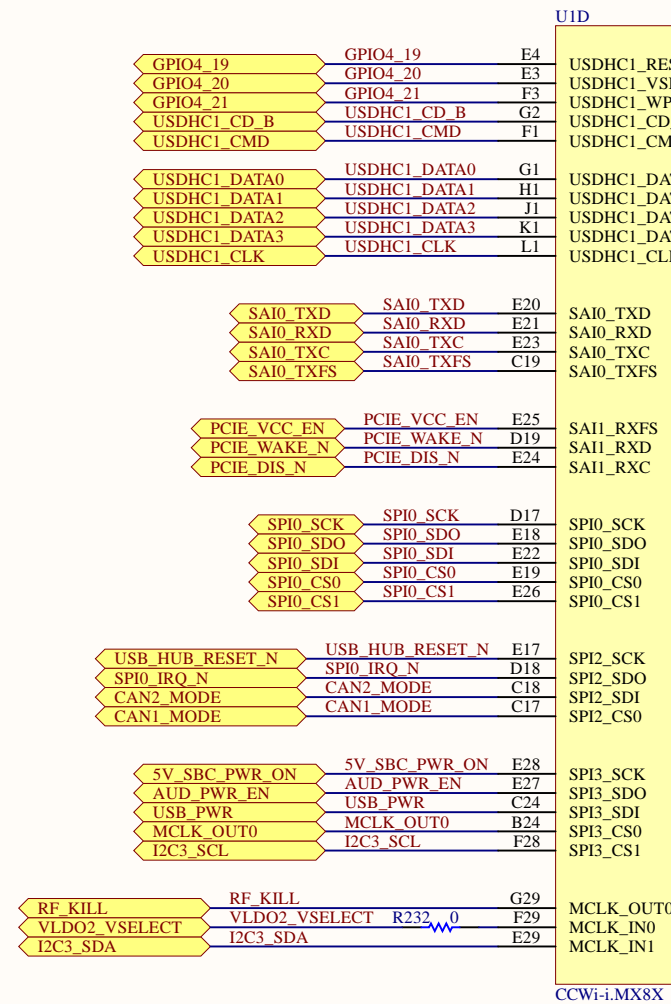 U1D
GPIO4_19 GPIO4_19 E4 USDHC1_RES
GPIO4_20 GPIO4_20 E3 USDHC1_VSE
GPIO4_21 GPIO4_21 F3 USDHC1_WP
USDHC1_CD_B USDHC1_CD_B G2 USDHC1_CD_
USDHC1_CMD USDHC1_CMD F1 USDHC1_CM
USDHC1_DATA0 USDHC1_DATA0 G1 USDHC1_DA
USDHC1_DATA1 USDHC1_DATA1 H1 USDHC1_DA
USDHC1_DATA2 USDHC1_DATA2 J1 USDHC1_DA
USDHC1_DATA3 USDHC1_DATA3 K1 USDHC1_DA
USDHC1_CLK USDHC1_CLK L1 USDHC1_CL
SAI0_TXD SAI0_TXD E20 SAI0_TXD
SAI0_RXD SAI0_RXD E21 SAI0_RXD
SAI0_TXC SAI0_TXC E23 SAI0_TXC
SAI0_TXFS SAI0_TXFS C19 SAI0_TXFS
PCIE_VCC_EN PCIE_VCC_EN E25 SAI1_RXFS
PCIE_WAKE_N PCIE_WAKE_N D19 SAI1_RXD
PCIE_DIS_N PCIE_DIS_N E24 SAI1_RXC
SPI0_SCK SPI0_SCK D17 SPI0_SCK
SPI0_SDO SPI0_SDO E18 SPI0_SDO
SPI0_SDI SPI0_SDI E22 SPI0_SDI
SPI0_CS0 SPI0_CS0 E19 SPI0_CS0
SPI0_CS1 SPI0_CS1 E26 SPI0_CS1
USB_HUB_RESET_N USB_HUB_RESET_N E17 SPI2_SCK
SPI0_IRQ_N SPI0_IRQ_N D18 SPI2_SDO
CAN2_MODE CAN2_MODE C18 SPI2_SDI
CAN1_MODE CAN1_MODE C17 SPI2_CS0
5V_SBC_PWR_ON 5V_SBC_PWR_ON E28 SPI3_SCK
AUD_PWR_EN AUD_PWR_EN E27 SPI3_SDO
USB_PWR USB_PWR C24 SPI3_SDI
MCLK_OUT0 MCLK_OUT0 B24 SPI3_CS0
I2C3_SCL I2C3_SCL F28 SPI3_CS1
RF_KILL RF_KILL G29 MCLK_OUT0
VLDO2_VSELECT VLDO2_VSELECT R232 0 F29 MCLK_IN0
I2C3_SDA I2C3_SDA E29 MCLK_IN1
CCWi-i.MX8X